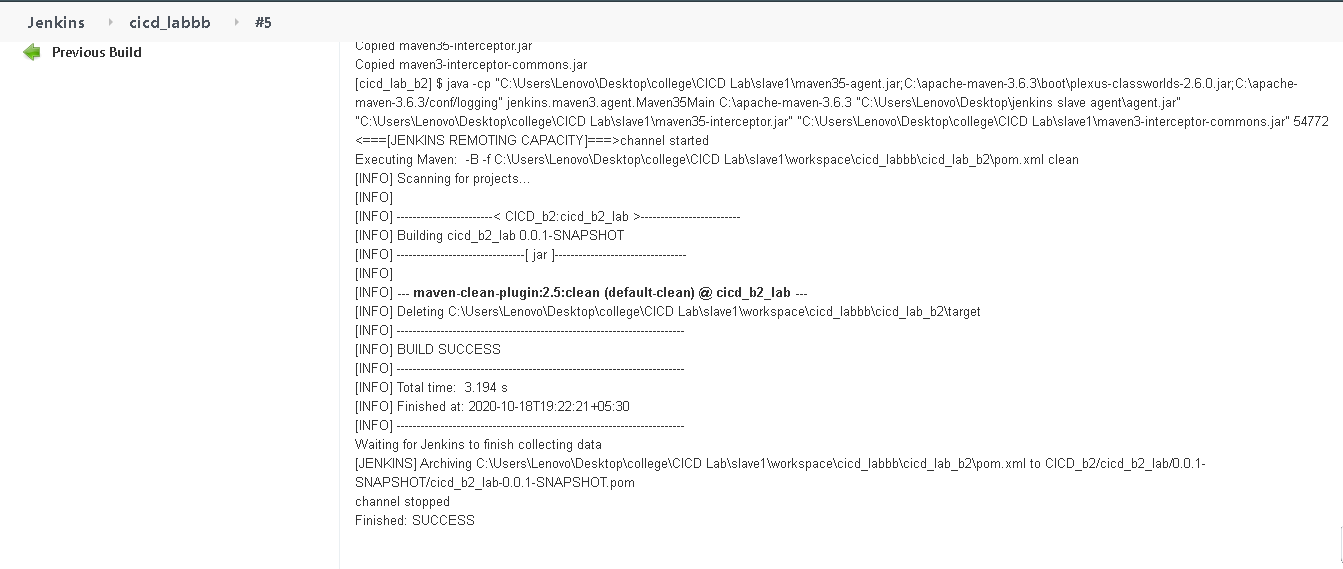 Jenkins cicd_labbb #5
Previous Build
Copied maven35-interceptor.jar
Copied maven3-interceptor-commons.jar
[cicd_lab_b2] $ java -cp "C:\Users\Lenovo\Desktop\college\CICD Lab\slave1\maven35-agent.jar;C:\apache-maven-3.6.3\boot\plexus-classworlds-2.6.0.jar;C:\apache-
maven-3.6.3/conf/logging" jenkins.maven3.agent.Maven35Main C:\apache-maven-3.6.3 "C:\Users\Lenovo\Desktop\jenkins slave agent\agent.jar"
"C:\Users\Lenovo\Desktop\college\CICD Lab\slave1\maven35-interceptor.jar" "C:\Users\Lenovo\Desktop\college\CICD Lab\slave1\maven3-interceptor-commons.jar" 54772
<===[JENKINS REMOTING CAPACITY]===>channel started
Executing Maven:  -B -f C:\Users\Lenovo\Desktop\college\CICD Lab\slave1\workspace\cicd_labbb\cicd_lab_b2\pom.xml clean
[INFO] Scanning for projects...
[INFO]
[INFO] ------------------------< CICD_b2:cicd_b2_lab >-------------------------
[INFO] Building cicd_b2_lab 0.0.1-SNAPSHOT
[INFO] --------------------------------[ jar ]---------------------------------
[INFO]
[INFO] --- maven-clean-plugin:2.5:clean (default-clean) @ cicd_b2_lab ---
[INFO] Deleting C:\Users\Lenovo\Desktop\college\CICD Lab\slave1\workspace\cicd_labbb\cicd_lab_b2\target
[INFO] ------------------------------------------------------------------------
[INFO] BUILD SUCCESS
[INFO] ------------------------------------------------------------------------
[INFO] Total time:  3.194 s
[INFO] Finished at: 2020-10-18T19:22:21+05:30
[INFO] ------------------------------------------------------------------------
Waiting for Jenkins to finish collecting data
[JENKINS] Archiving C:\Users\Lenovo\Desktop\college\CICD Lab\slave1\workspace\cicd_labbb\cicd_lab_b2\pom.xml to CICD_b2/cicd_b2_lab/0.0.1-
SNAPSHOT/cicd_b2_lab-0.0.1-SNAPSHOT.pom
channel stopped
Finished: SUCCESS